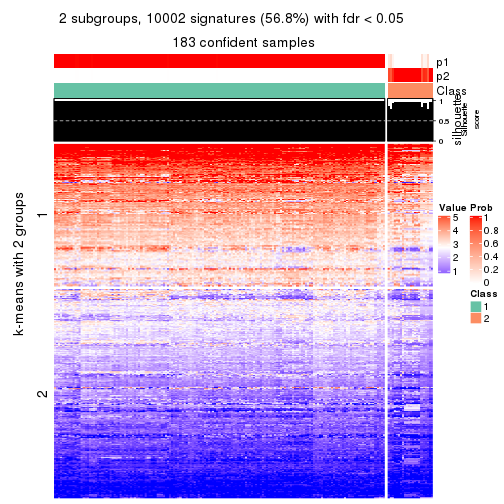 2 subgroups, 10002 signatures (56.8%) with fdr < 0.05
183 confident samples
p1
p2
Class
1
0.5
0
silhouette
Silhouette
score
k-means with 2 groups
1
2
Value
5
4
3
2
1
Prob
1
0.8
0.6
0.4
0.2
0
Class
1
2